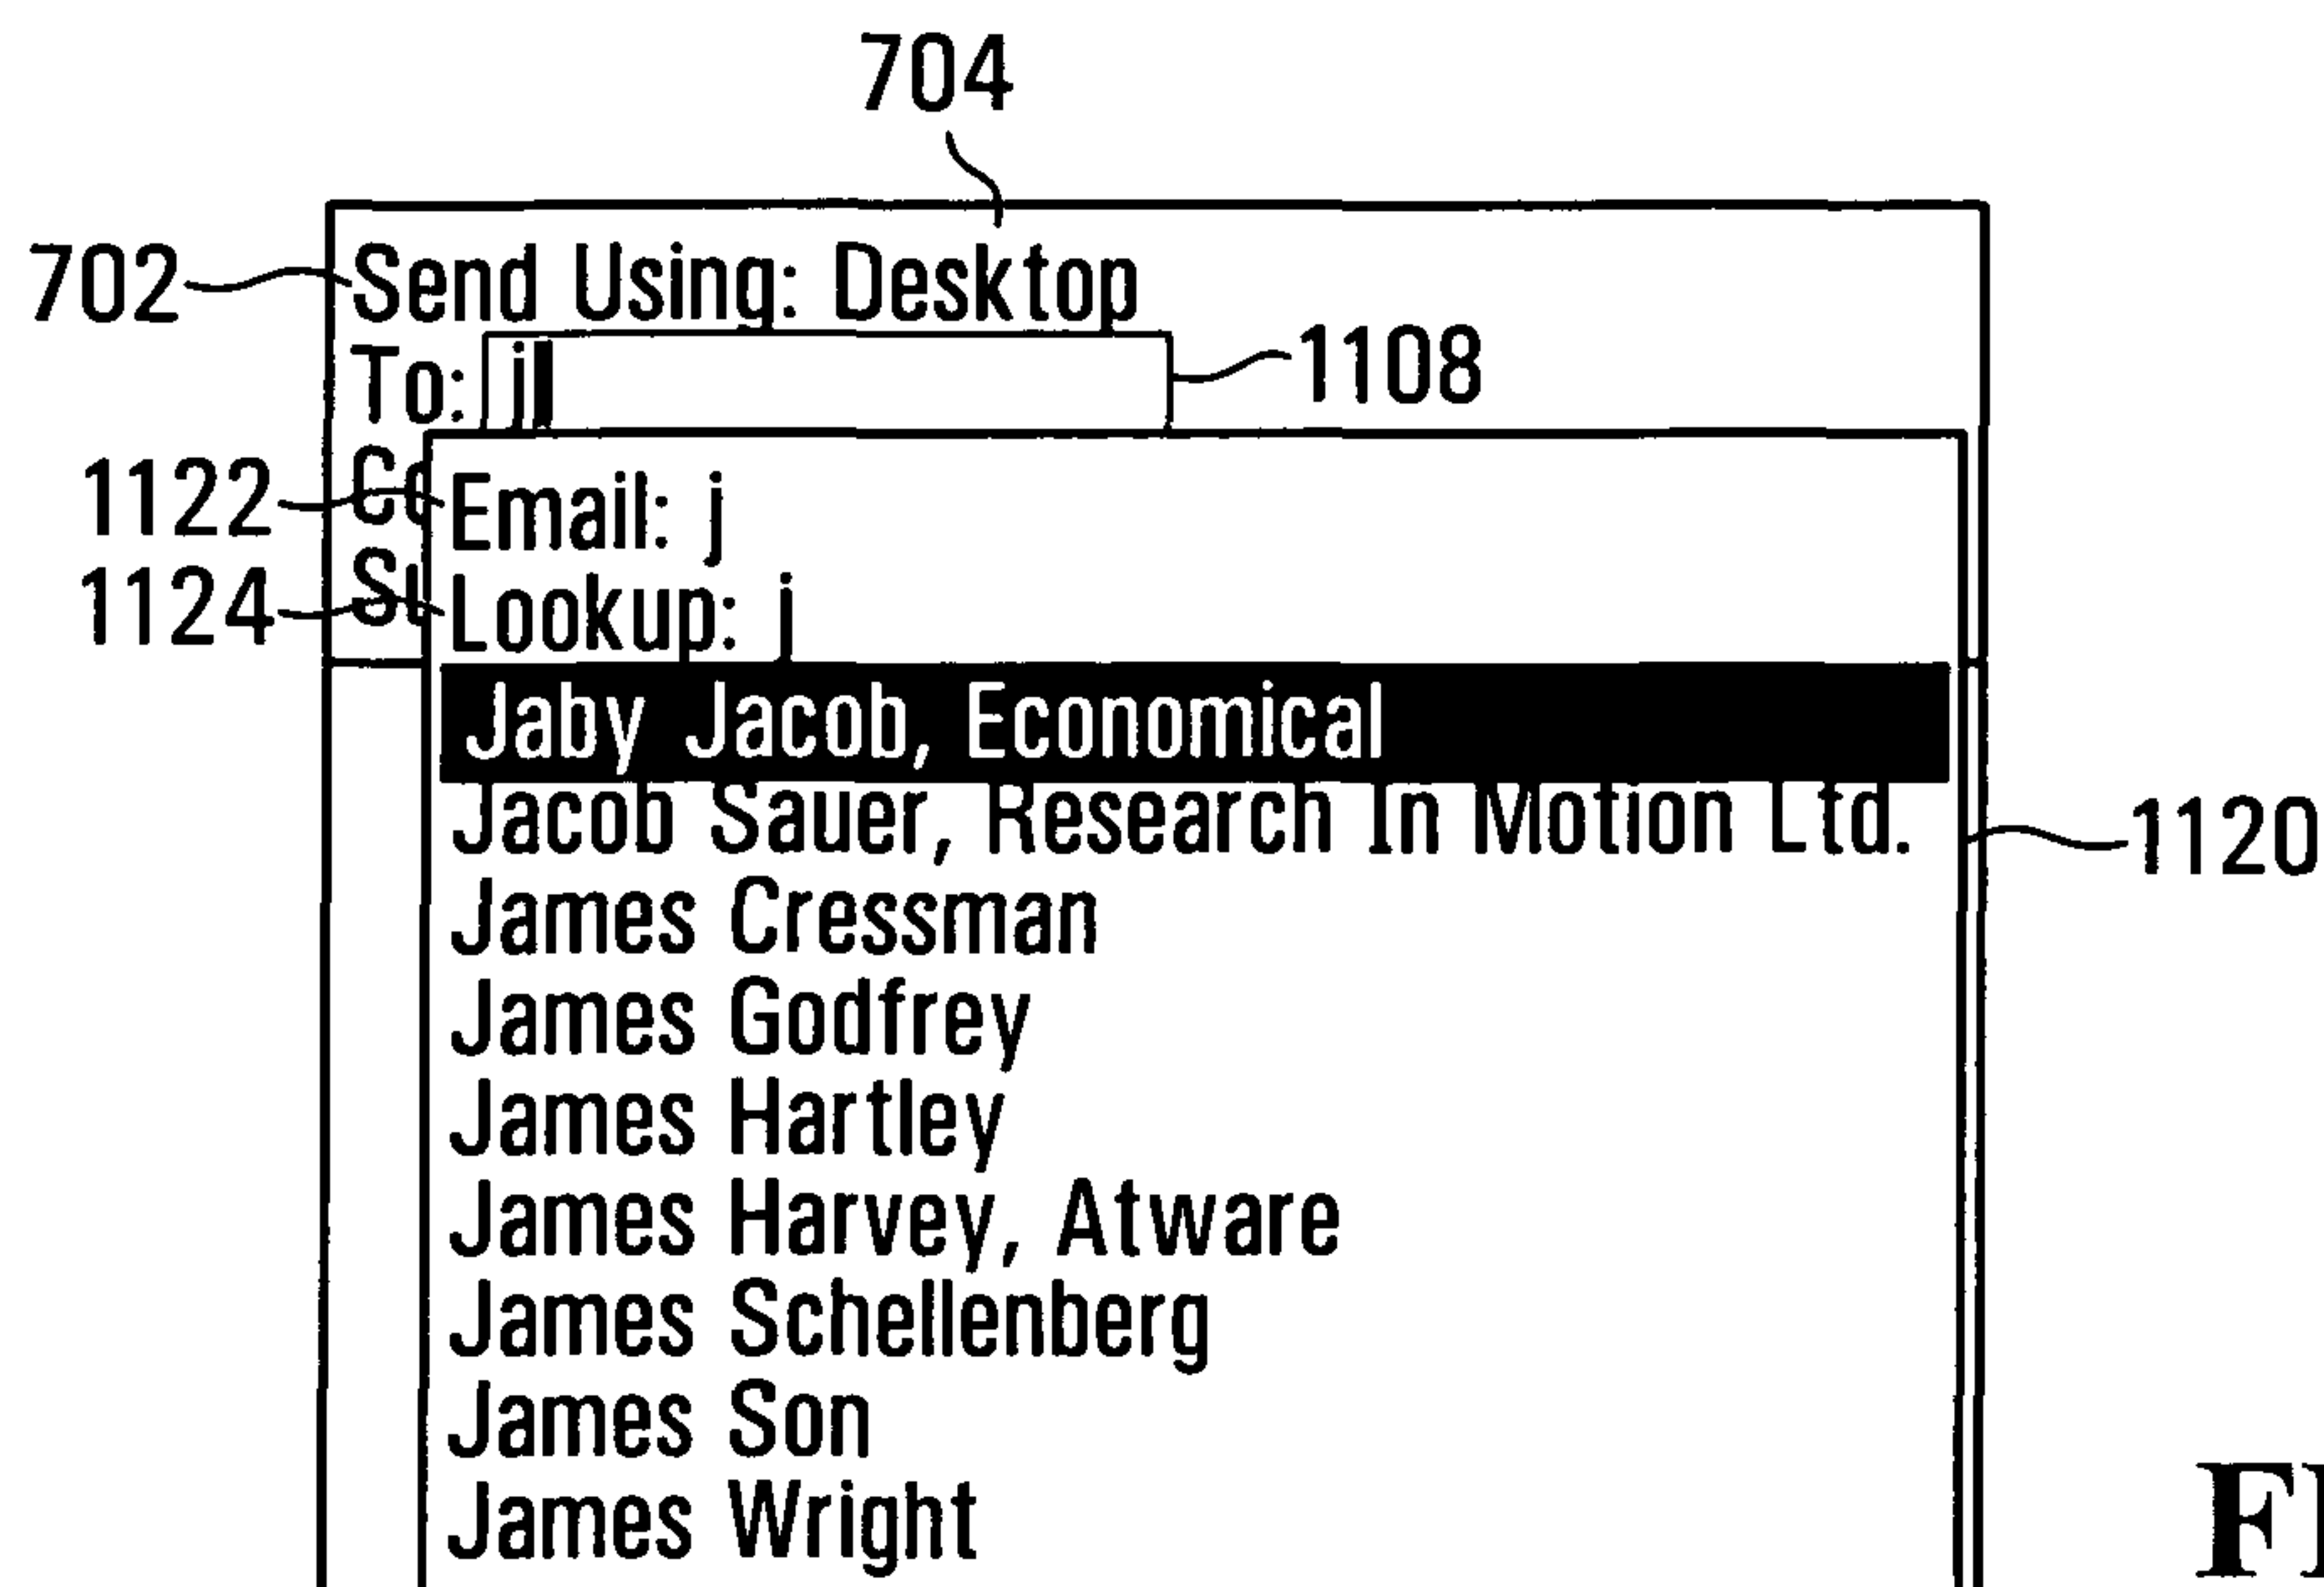 704
702 Send Using: Desktop
To: j 1108
1122 Email: j
1124 Lookup: j
Jaby Jacob, Economical
Jacob Sauer, Research In Motion Ltd.
1120
James Cressman
James Godfrey
James Hartley
James Harvey, Atware
James Schellenberg
James Son
James Wright